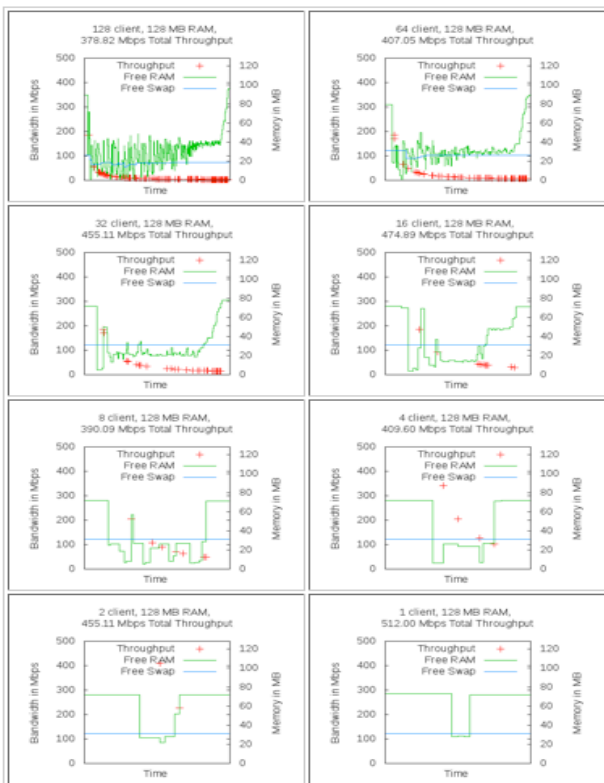 128 client, 128 MB RAM,
378.82 Mbps Total Throughput
Throughput
Free RAM
Free Swap
500
400
300
200
100
0
120
100
80
60
40
20
0
Bandwidth in Mbps
Memory in MB
Time
64 client, 128 MB RAM,
407.05 Mbps Total Throughput
Throughput
Free RAM
Free Swap
500
400
300
200
100
0
120
100
80
60
40
20
0
Bandwidth in Mbps
Memory in MB
Time
32 client, 128 MB RAM,
455.11 Mbps Total Throughput
Throughput
Free RAM
Free Swap
500
400
300
200
100
0
120
100
80
60
40
20
0
Bandwidth in Mbps
Memory in MB
Time
16 client, 128 MB RAM,
474.89 Mbps Total Throughput
Throughput
Free RAM
Free Swap
500
400
300
200
100
0
120
100
80
60
40
20
0
Bandwidth in Mbps
Memory in MB
Time
8 client, 128 MB RAM,
390.09 Mbps Total Throughput
Throughput
Free RAM
Free Swap
500
400
300
200
100
0
120
100
80
60
40
20
0
Bandwidth in Mbps
Memory in MB
Time
4 client, 128 MB RAM,
409.60 Mbps Total Throughput
Throughput
Free RAM
Free Swap
500
400
300
200
100
0
120
100
80
60
40
20
0
Bandwidth in Mbps
Memory in MB
Time
2 client, 128 MB RAM,
455.11 Mbps Total Throughput
Throughput
Free RAM
Free Swap
500
400
300
200
100
0
120
100
80
60
40
20
0
Bandwidth in Mbps
Memory in MB
Time
1 client, 128 MB RAM,
512.00 Mbps Total Throughput
Throughput
Free RAM
Free Swap
500
400
300
200
100
0
120
100
80
60
40
20
0
Bandwidth in Mbps
Memory in MB
Time